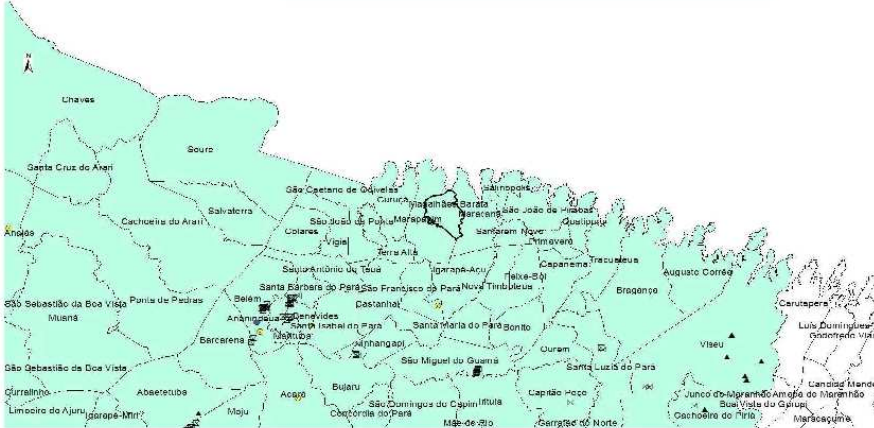 N
Chaves
Soure
Santa Cruz do Arari
São Caetano de Odivelas
Salinopolis
Curuçá
Magalhães Barata
Salvaterra
Maracanã
São João de Pirabas
Cachoeira do Arari
São João da Ponta
Marapanim
Quatipuru
Anajás
Colares
Vigia
Santarem Novo
Primavera
Terra Alta
Santo Antônio do Tauá
Igarapé-Açu
Capanema
Tracuateua
Peixe-Boi
Augusto Corrêa
Santa Bárbara do Pará
São Francisco do Pará
Nova Timboteua
Bragança
São Sebastião da Boa Vista
Ponta de Pedras
Belém
Castanhal
Carutapera
Muaná
Ananindeua
Benevides
Santa Isabel do Pará
Santa Maria do Pará
Bonito
Luís Domingues
Godofredo Vian
Barcarena
Marituba
Inhangapi
Ourem
Viseu
São Miguel do Guamá
São Sebastião da Boa Vista
Santa Luzia do Pará
Curralinho
Abaetetuba
Acará
Bujaru
Capitão Poço
Candido Mende
Junco do Maranhão
Amapá do Maranhão
Limoeiro do Ajuru
Igarapé-Miri
Moju
Concórdia do Pará
São Domingos do Capim
Irituia
Boa Vista do Gurupi
Cachoeira do Piriá
Maracaçumé
Mãe do Rio
Garrafão do Norte